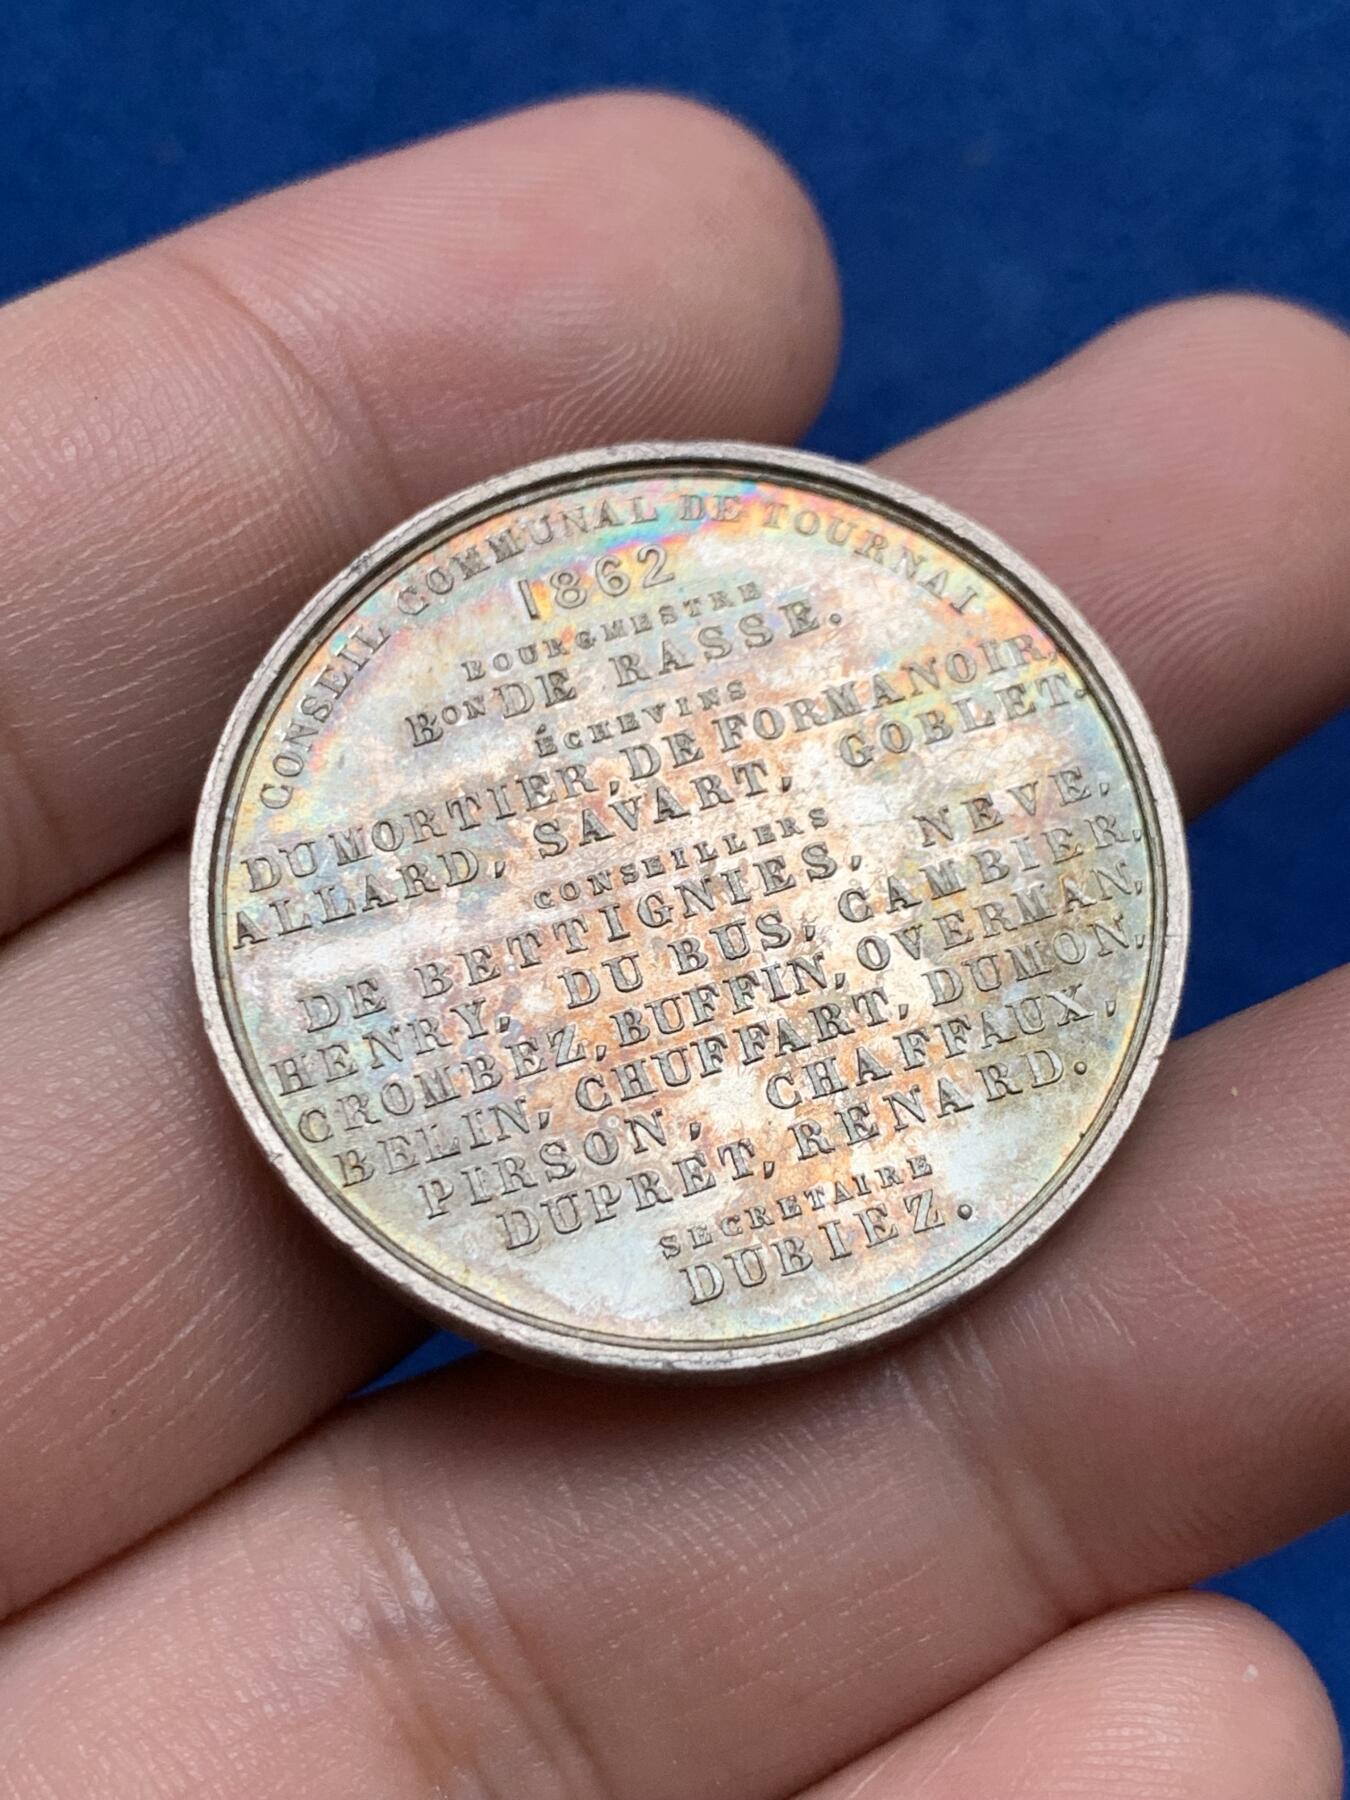 CONSEIL COMMUNAL DE TOURNAI
1862
BOURGMESTRE
BON DE RASSE.
ÉCHEVINS
DUMORTIER, DE FORMANOIR,
ALLARD, SAVART, GOBLET.
CONSEILLERS
DE BETTIGNIES, NEVE,
HENRY, DU BUS, CAMBIER,
CROMBEZ, BUFFIN, OVERMAN,
BELIN, CHUFFART, DUMON,
PIRSON, CHAFFAUX,
DUPRET, RENARD.
SECRETAIRE
DUBIEZ.